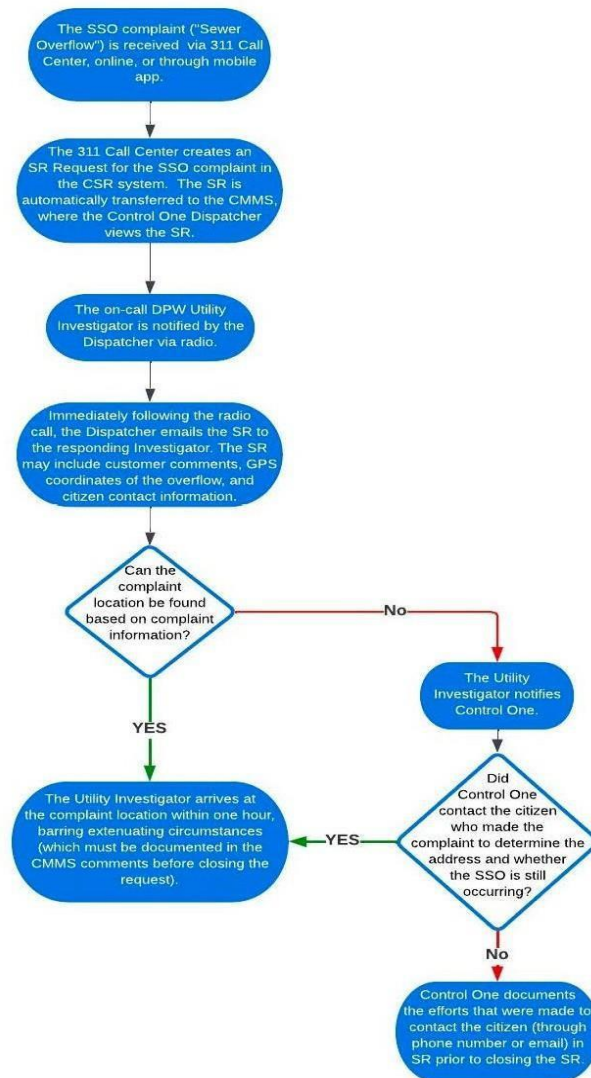 The SSO complaint ("Sewer
Overflow") is received via 311 Call
Center, online, or through mobile
app.
The 311 Call Center creates an
SR Request for the SSO complaint in
the CSR system. The SR is
automatically transferred to the CMMS,
where the Control One Dispatcher
views the SR.
The on-call DPW Utility
Investigator is notified by the
Dispatcher via radio.
Immediately following the radio
call, the Dispatcher emails the SR to
the responding Investigator. The SR
may include customer comments, GPS
coordinates of the overflow, and
citizen contact information.
Can the
complaint
location be found
based on complaint
information?
No
The Utility
Investigator notifies
Control One.
YES
Did
Control One
contact the citizen
who made the
complaint to determine the
address and whether
the SSO is still
occurring?
YES
The Utility Investigator arrives at
the complaint location within one hour,
barring extenuating circumstances
(which must be documented in the
CMMS comments before closing the
request).
No
Control One documents
the efforts that were made to
contact the citizen (through
phone number or email) in
SR prior to closing the SR.